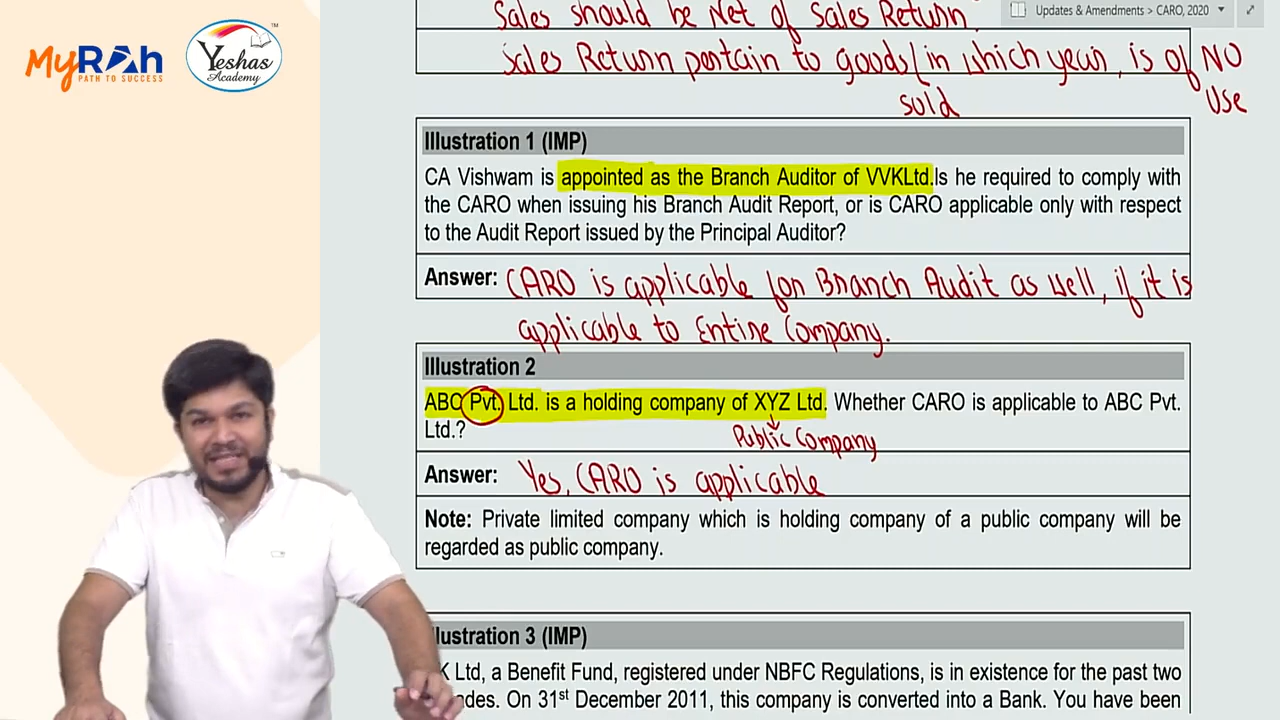 Sales should be Net of Sales Return
Updates & Amendments > CARO, 2020
Sales Return pertain to goods/in which year, is of NO
sold
Use
MyRah
PATH TO SUCCESS
Yeshas
Academy
TM
Illustration 1 (IMP)
CA Vishwam is appointed as the Branch Auditor of VVKLtd.Is he required to comply with
the CARO when issuing his Branch Audit Report, or is CARO applicable only with respect
to the Audit Report issued by the Principal Auditor?
Answer: CARO is applicable for Branch Audit as well, if it is
applicable to Entire Company.
Illustration 2
ABC Pvt. Ltd. is a holding company of XYZ Ltd. Whether CARO is applicable to ABC Pvt.
Ltd.?
Public Company
Answer: Yes, CARO is applicable
Note: Private limited company which is holding company of a public company will be
regarded as public company.
lustration 3 (IMP)
K Ltd, a Benefit Fund, registered under NBFC Regulations, is in existence for the past two
des. On 31st December 2011, this company is converted into a Bank. You have been